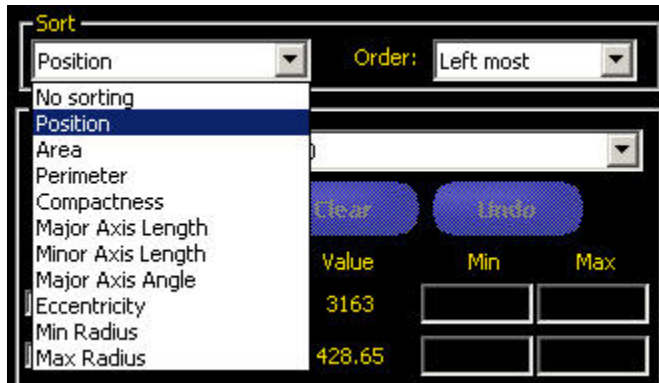 Sort
Position Order: Left most
No sorting
Position
Area
Perimeter
Compactness
Clear Undo
Major Axis Length
Minor Axis Length
Value Min Max
Major Axis Angle
Eccentricity
3163
Min Radius
Max Radius
428.65